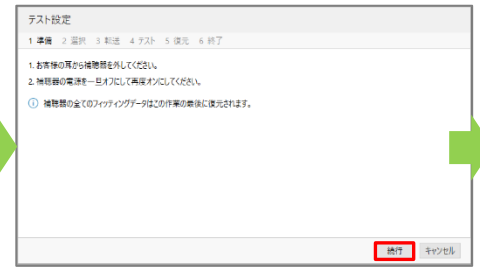 テスト設定
1 準備 2 選択 3 転送 4 テスト 5 復元 6 終了
1. お客様の耳から補聴器を外してください。
2. 補聴器の電源を一旦オフにして再度オンにしてください。
補聴器の全てのフィッティングデータはこの作業の最後に復元されます。
続行 キャンセル